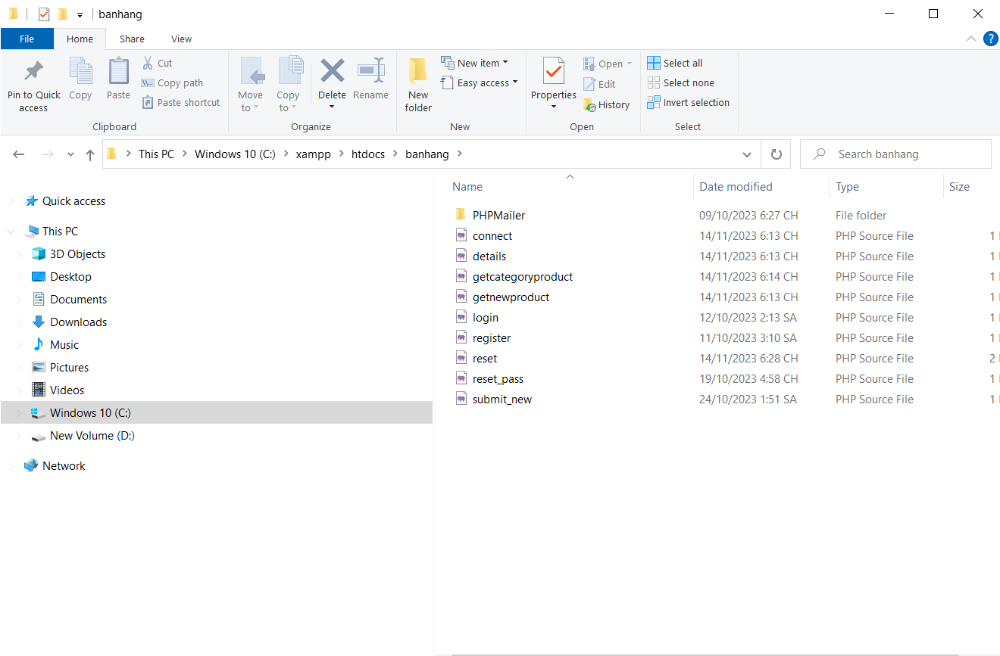 banhang
File Home Share View
Pin to Quick access
Copy
Paste
Cut
Copy path
Paste shortcut
Clipboard
Move to
Copy to
Delete
Rename
Organize
New folder
New item
Easy access
New
Properties
Open
Edit
History
Open
Select all
Select none
Invert selection
Select
This PC > Windows 10 (C:) > xampp > htdocs > banhang >
Search banhang
Quick access
This PC
3D Objects
Desktop
Documents
Downloads
Music
Pictures
Videos
Windows 10 (C:)
New Volume (D:)
Network
Name Date modified Type Size
PHPMailer 09/10/2023 6:27 CH File folder
connect 14/11/2023 6:13 CH PHP Source File 1
details 14/11/2023 6:13 CH PHP Source File 1
getcategoryproduct 14/11/2023 6:14 CH PHP Source File 1
getnewproduct 14/11/2023 6:13 CH PHP Source File 1
login 12/10/2023 2:13 SA PHP Source File 1
register 11/10/2023 3:10 SA PHP Source File 1
reset 14/11/2023 6:28 CH PHP Source File 2
reset_pass 19/10/2023 4:58 CH PHP Source File 1
submit_new 24/10/2023 1:51 SA PHP Source File 1